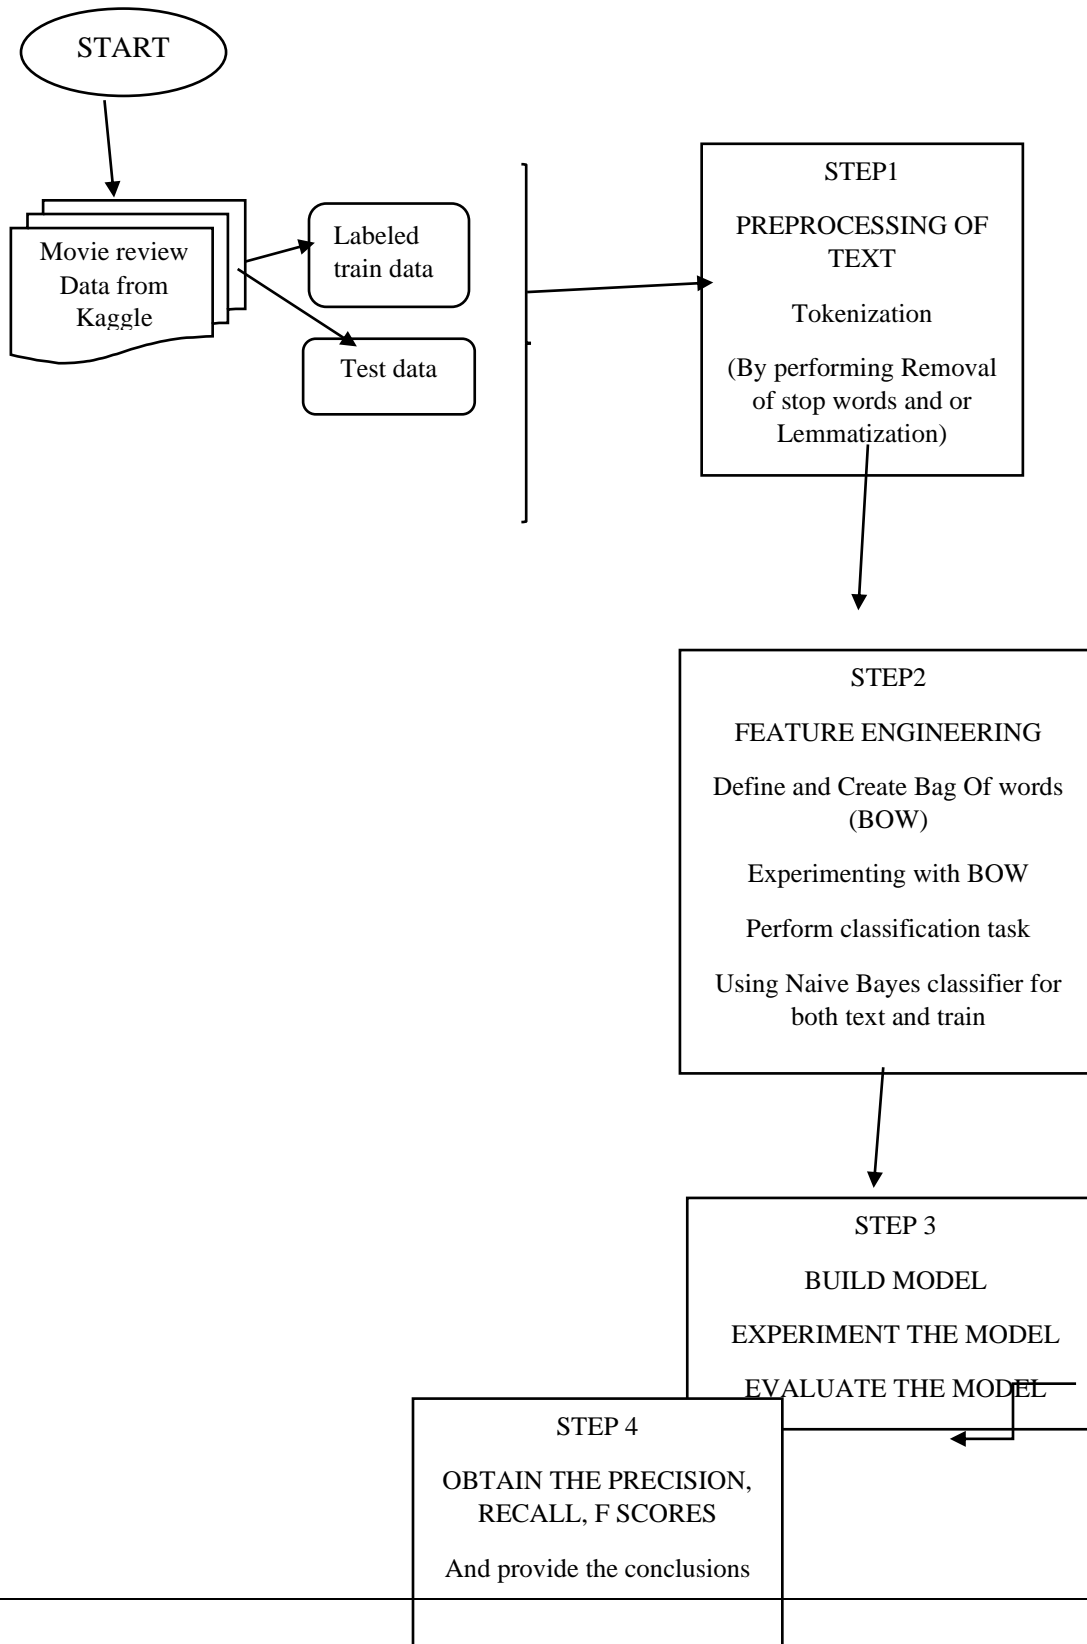 START
Movie review
Data from
Kaggle
Labeled
train data
Test data
STEP1
PREPROCESSING OF
TEXT
Tokenization
(By performing Removal
of stop words and or
Lemmatization)
STEP2
FEATURE ENGINEERING
Define and Create Bag Of words
(BOW)
Experimenting with BOW
Perform classification task
Using Naive Bayes classifier for
both text and train
STEP 3
BUILD MODEL
EXPERIMENT THE MODEL
EVALUATE THE MODEL
STEP 4
OBTAIN THE PRECISION,
RECALL, F SCORES
And provide the conclusions